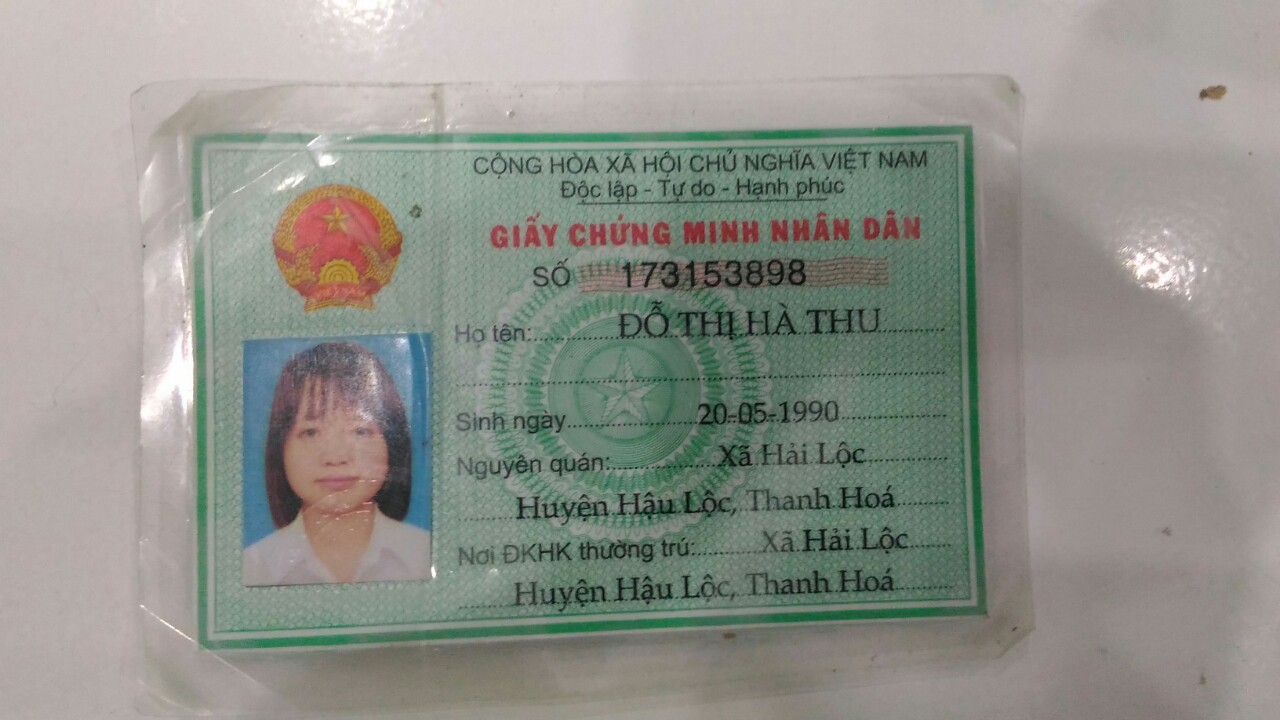 CỘNG HÒA XÃ HỘI CHỦ NGHĨA VIỆT NAM
Độc lập - Tự do - Hạnh phúc
GIẤY CHỨNG MINH NHÂN DÂN
SỐ 173153898
Họ tên: ĐỖ THỊ HÀ THU
Sinh ngày 20-05-1990
Nguyên quán: Xã Hải Lộc
Huyện Hậu Lộc, Thanh Hoá
Nơi ĐKHK thường trú: Xã Hải Lộc
Huyện Hậu Lộc, Thanh Hoá